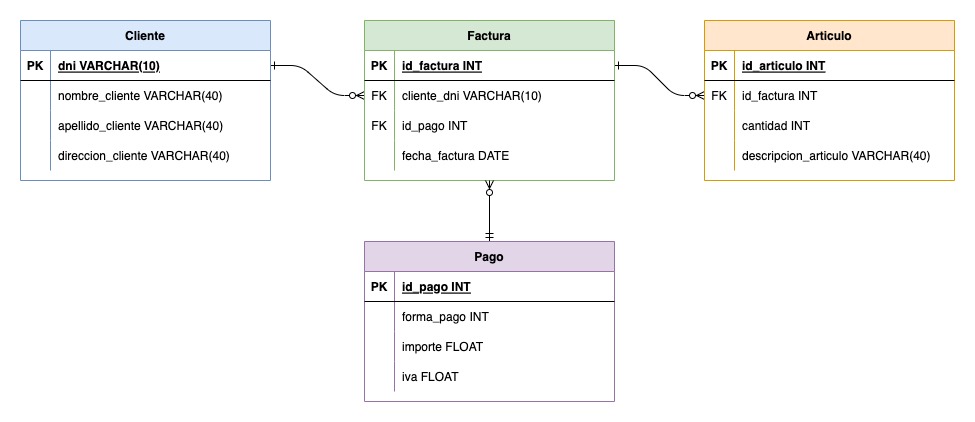 Cliente
PK dni VARCHAR(10)
nombre_cliente VARCHAR(40)
apellido_cliente VARCHAR(40)
direccion_cliente VARCHAR(40)
Factura
PK id_factura INT
FK cliente_dni VARCHAR(10)
FK id_pago INT
fecha_factura DATE
Articulo
PK id_articulo INT
FK id_factura INT
cantidad INT
descripcion_articulo VARCHAR(40)
Pago
PK id_pago INT
forma_pago INT
importe FLOAT
iva FLOAT